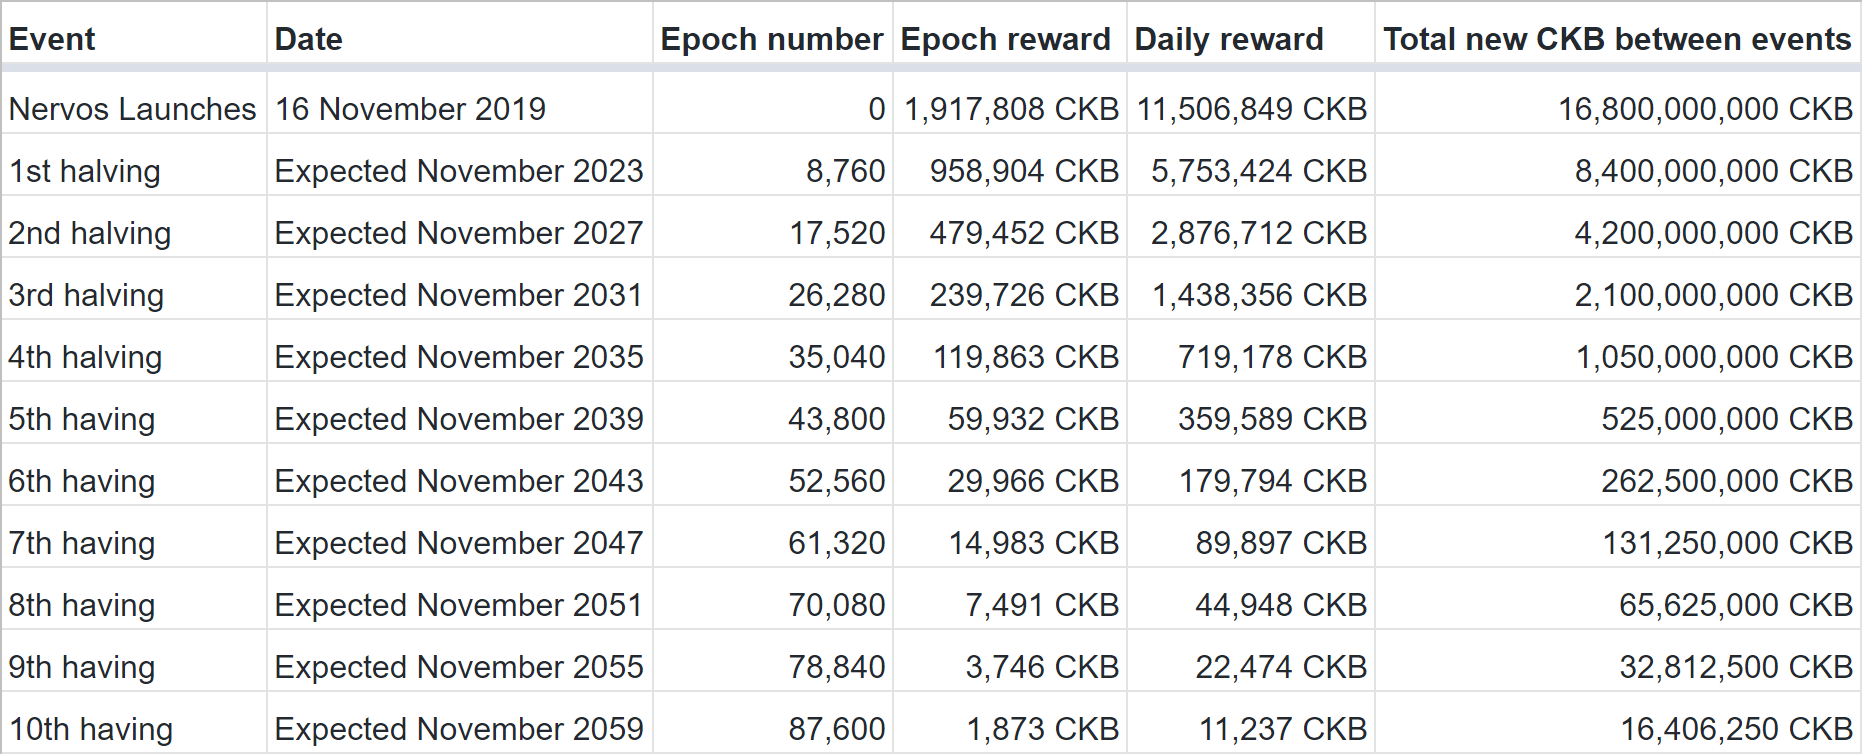 Event Date Epoch number Epoch reward Daily reward Total new CKB between events
Nervos Launches 16 November 2019 0 1,917,808 CKB 11,506,849 CKB 16,800,000,000 CKB
1st halving Expected November 2023 8,760 958,904 CKB 5,753,424 CKB 8,400,000,000 CKB
2nd halving Expected November 2027 17,520 479,452 CKB 2,876,712 CKB 4,200,000,000 CKB
3rd halving Expected November 2031 26,280 239,726 CKB 1,438,356 CKB 2,100,000,000 CKB
4th halving Expected November 2035 35,040 119,863 CKB 719,178 CKB 1,050,000,000 CKB
5th having Expected November 2039 43,800 59,932 CKB 359,589 CKB 525,000,000 CKB
6th having Expected November 2043 52,560 29,966 CKB 179,794 CKB 262,500,000 CKB
7th having Expected November 2047 61,320 14,983 CKB 89,897 CKB 131,250,000 CKB
8th having Expected November 2051 70,080 7,491 CKB 44,948 CKB 65,625,000 CKB
9th having Expected November 2055 78,840 3,746 CKB 22,474 CKB 32,812,500 CKB
10th having Expected November 2059 87,600 1,873 CKB 11,237 CKB 16,406,250 CKB